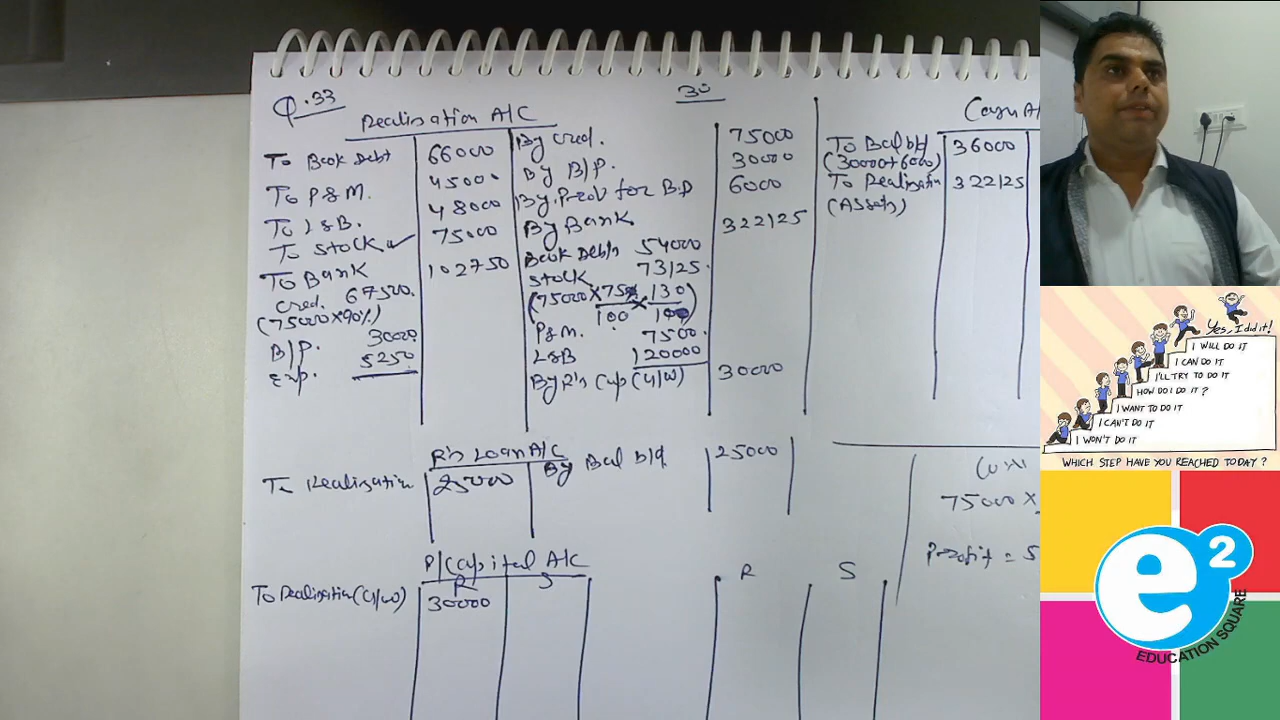 Q.33
30
Realisation A/C
To Book Debt 66000
To P&M. 45000
To L&B. 48000
To Stock 75000
To Bank 102750
Cred. 67500
(75000×90%)
B/P. 30000
Exp. 5250
By Cred. 75000
By B/P. 30000
By Prov for B.D 6000
By Bank 322125
Book Debts 54000
Stock 73125
(75000×75/100×130/100)
P&M. 75000
L&B 120000
By R's Cap (U/W) 30000
To Bal b/d 36000
(30000+6000)
To Realisation 322125
(Assets)
R's Loan A/C
To Realisation 25000
By Bal b/d 25000
P/Capital A/C
R S R S
To Realisation (U/W) 30000
75000×
Profit = 5
Yes, I did it!
I WILL DO IT
I CAN DO IT
I'LL TRY TO DO IT
HOW DO I DO IT?
I WANT TO DO IT
I CAN'T DO IT
I WON'T DO IT
WHICH STEP HAVE YOU REACHED TODAY?
e2
EDUCATION SQUARE